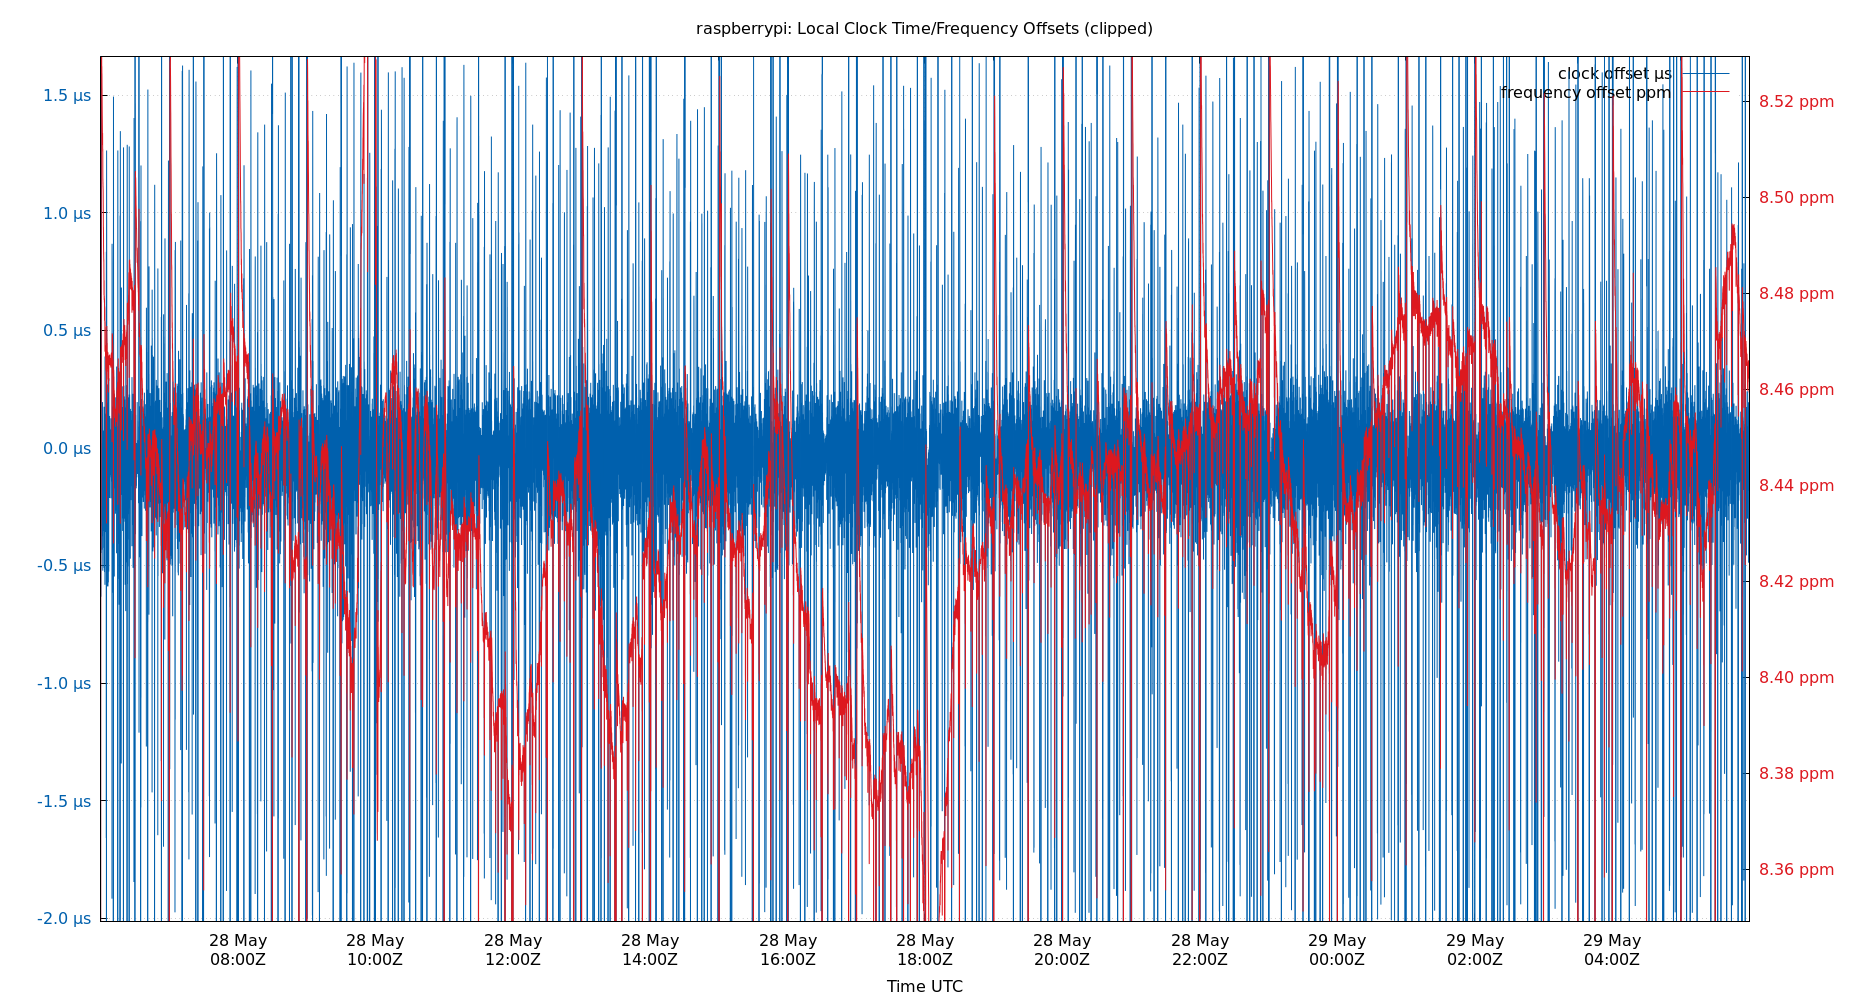 raspberrypi: Local Clock Time/Frequency Offsets (clipped)
clock offset µs
frequency offset ppm
1.5 µs
1.0 µs
0.5 µs
0.0 µs
-0.5 µs
-1.0 µs
-1.5 µs
-2.0 µs
8.52 ppm
8.50 ppm
8.48 ppm
8.46 ppm
8.44 ppm
8.42 ppm
8.40 ppm
8.38 ppm
8.36 ppm
28 May 28 May 28 May 28 May 28 May 28 May 28 May 28 May 29 May 29 May 29 May
08:00Z 10:00Z 12:00Z 14:00Z 16:00Z 18:00Z 20:00Z 22:00Z 00:00Z 02:00Z 04:00Z
Time UTC